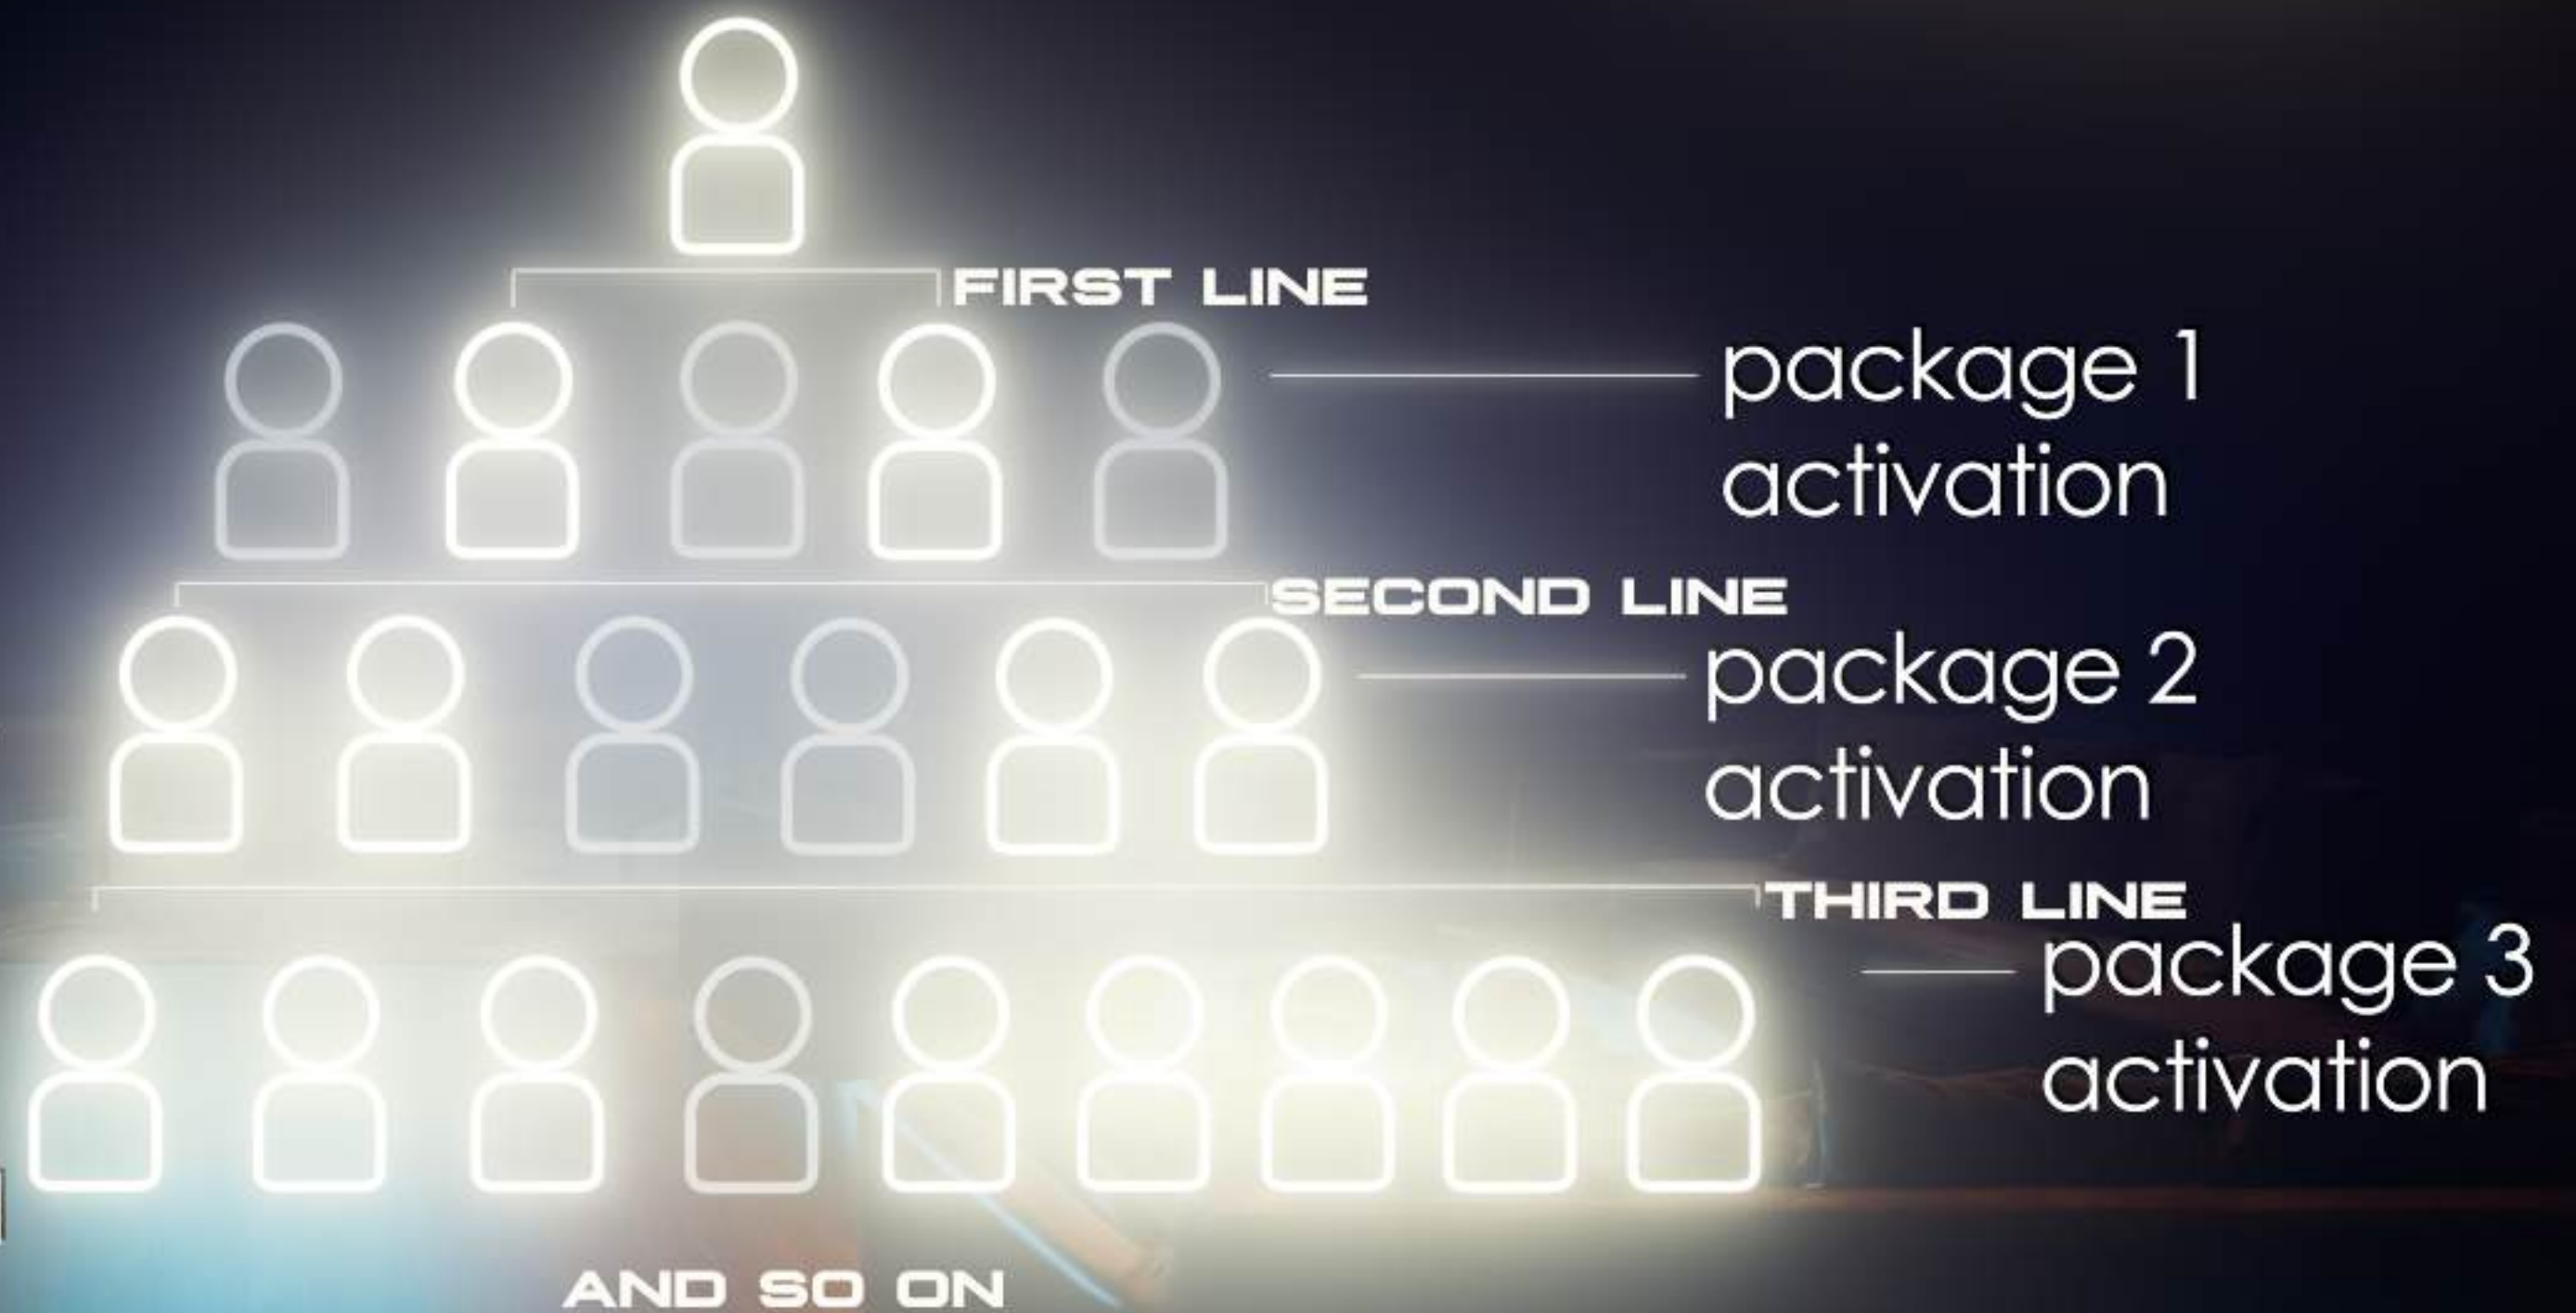 FIRST LINE
package 1
activation
SECOND LINE
package 2
activation
THIRD LINE
package 3
activation
AND SO ON